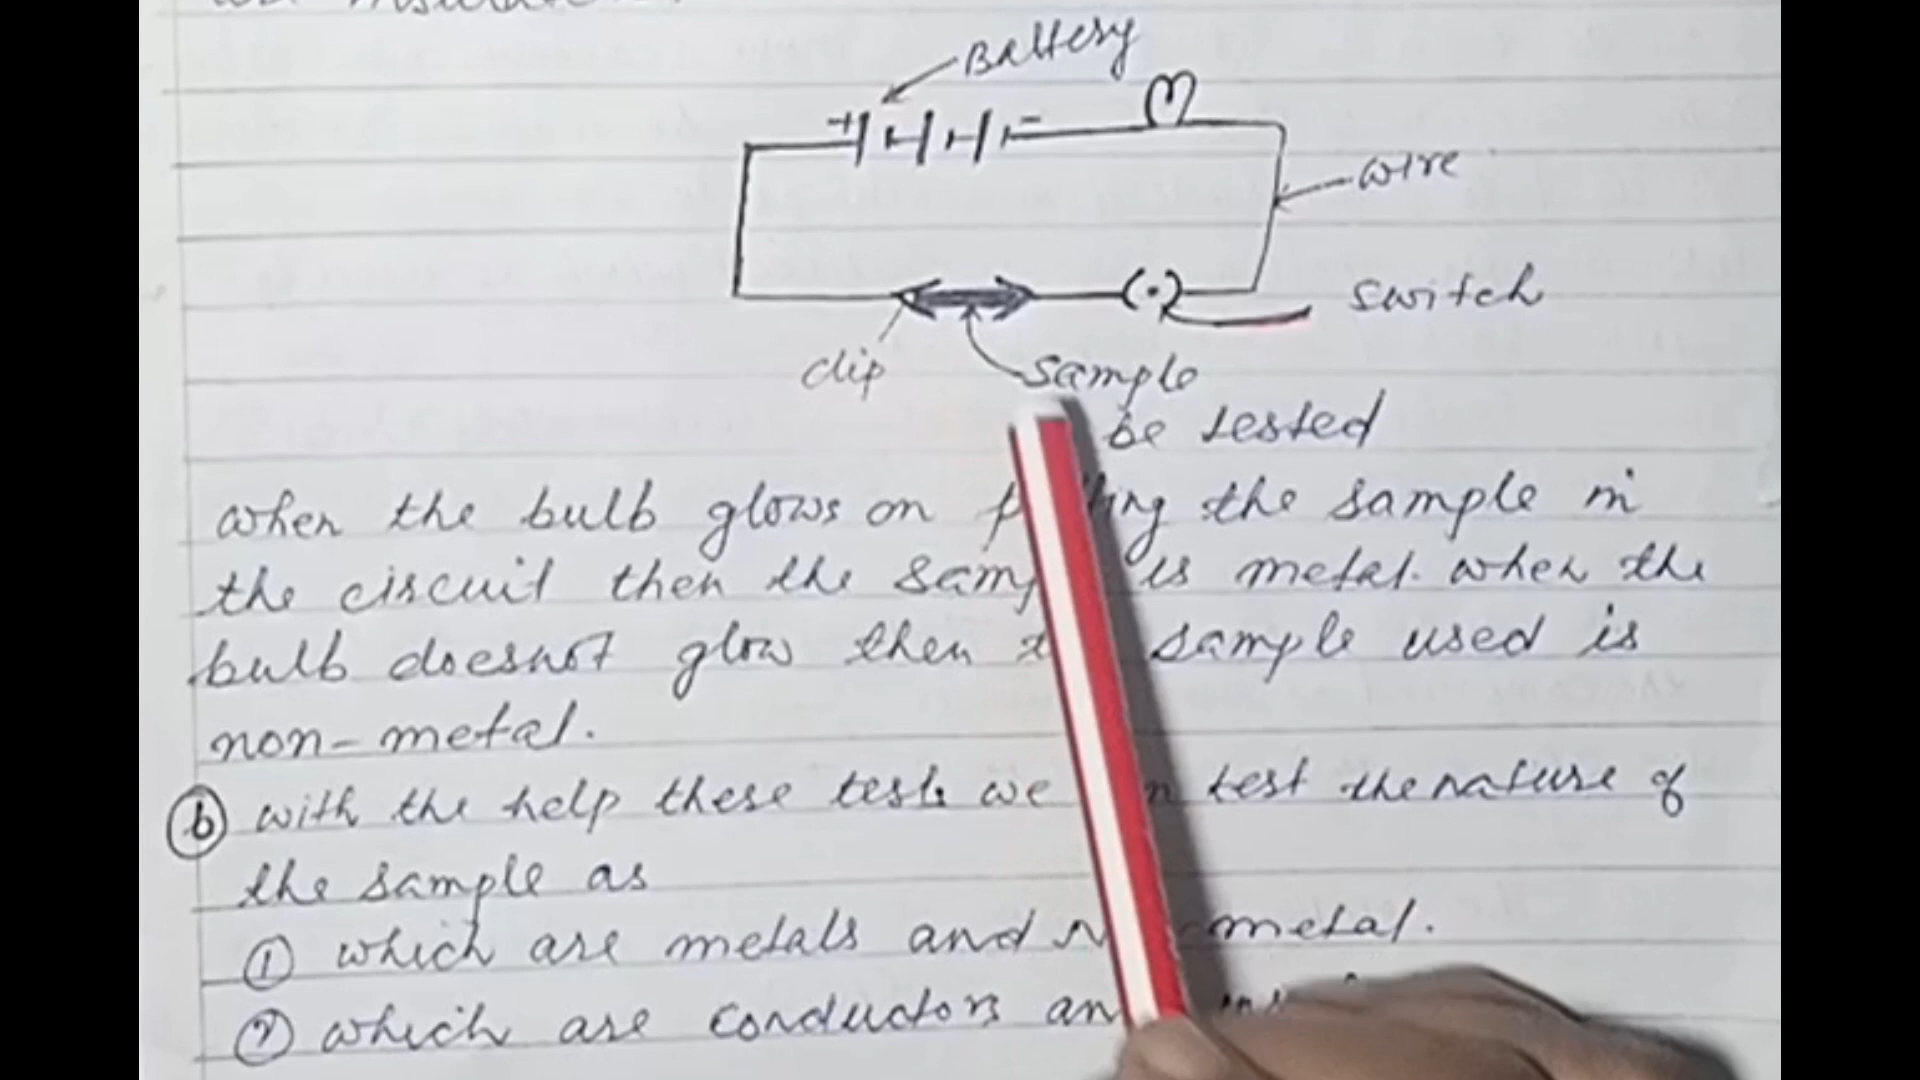 Battery
+
-
wire
switch
clip
sample
be tested
when the bulb glows on the sample in
the circuit then the is metal. when the
bulb doesnot glow then sample used is
non-metal.
b with the help these tests we test the nature of
the sample as
1 which are metals and metal.
2 which are conductors